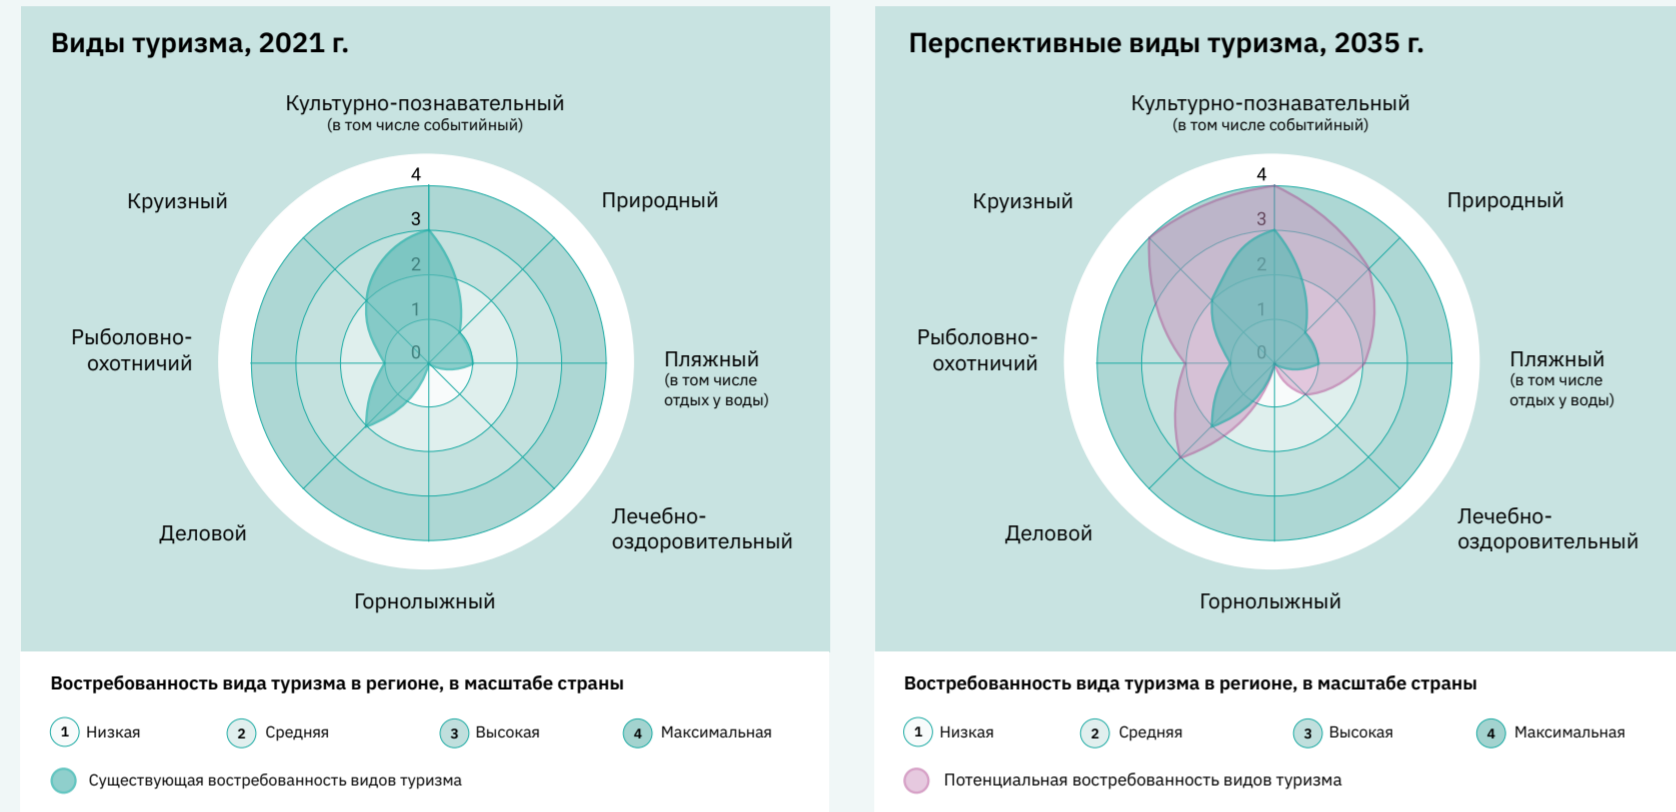 Виды туризма, 2021 г.
Культурно-познавательный
(в том числе событийный)
Круизный
Природный
4
3
2
1
0
Рыболовно-
охотничий
Пляжный
(в том числе
отдых у воды)
Деловой
Лечебно-
оздоровительный
Горнолыжный
Востребованность вида туризма в регионе, в масштабе страны
1 Низкая 2 Средняя 3 Высокая 4 Максимальная
Существующая востребованность видов туризма
Перспективные виды туризма, 2035 г.
Культурно-познавательный
(в том числе событийный)
Круизный
Природный
4
3
2
1
0
Рыболовно-
охотничий
Пляжный
(в том числе
отдых у воды)
Деловой
Лечебно-
оздоровительный
Горнолыжный
Востребованность вида туризма в регионе, в масштабе страны
1 Низкая 2 Средняя 3 Высокая 4 Максимальная
Потенциальная востребованность видов туризма